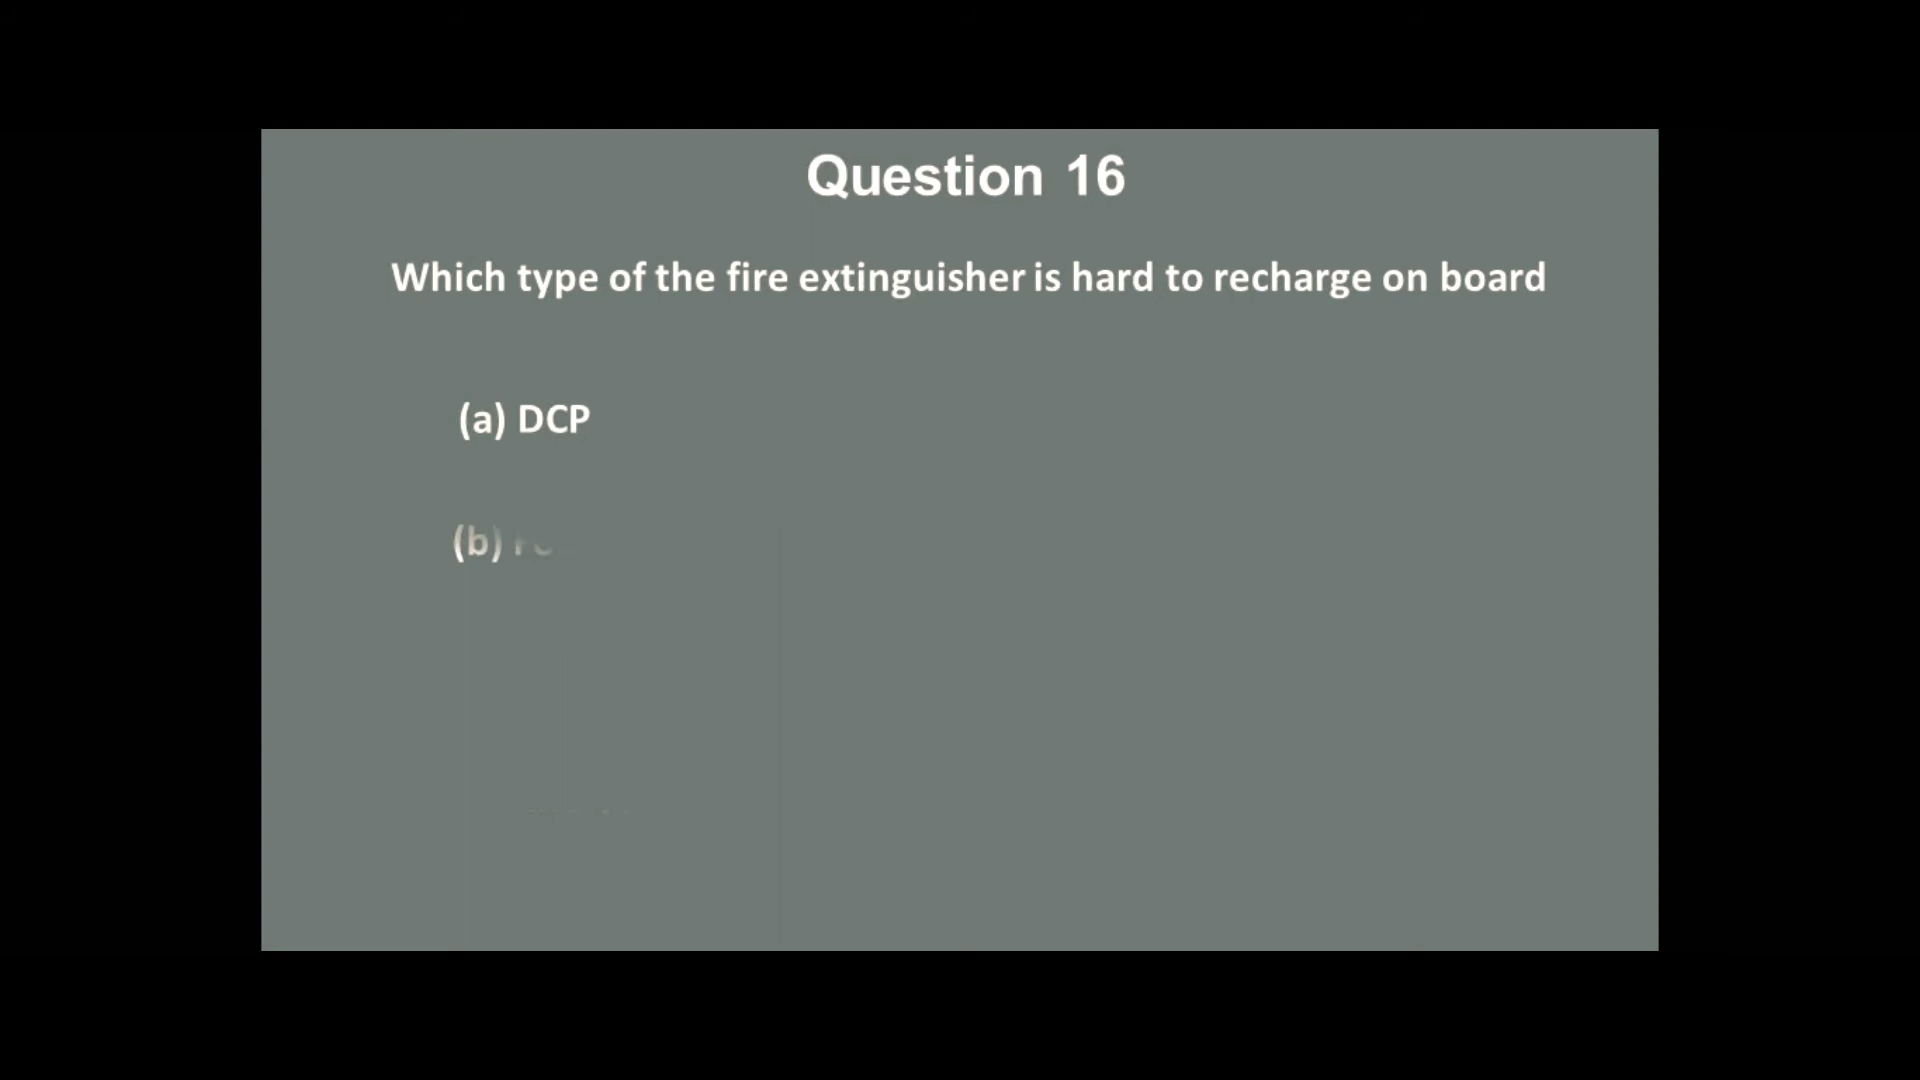 Question 16
Which type of the fire extinguisher is hard to recharge on board
(a) DCP
(b)